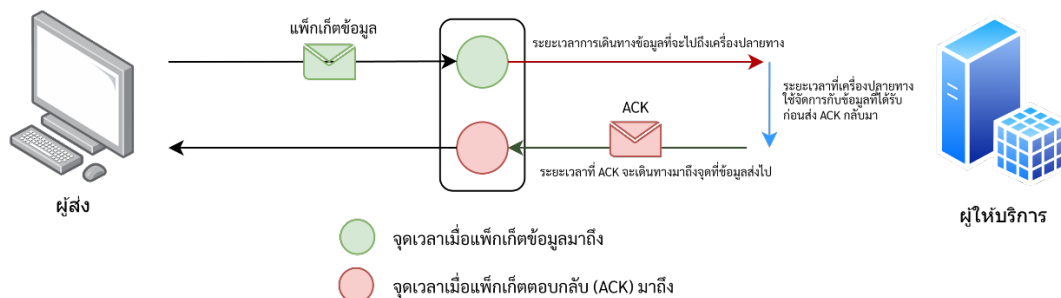 แพ็กเก็ตข้อมูล
ระยะเวลาการเดินทางข้อมูลที่จะไปถึงเครื่องปลายทาง
ระยะเวลาที่เครื่องปลายทาง
ใช้จัดการกับข้อมูลที่ได้รับ
ก่อนส่ง ACK กลับมา
ACK
ระยะเวลาที่ ACK จะเดินทางมาถึงจุดที่ข้อมูลส่งไป
ผู้ส่ง
ผู้ให้บริการ
จุดเวลาเมื่อแพ็กเก็ตข้อมูลมาถึง
จุดเวลาเมื่อแพ็กเก็ตตอบกลับ (ACK) มาถึง